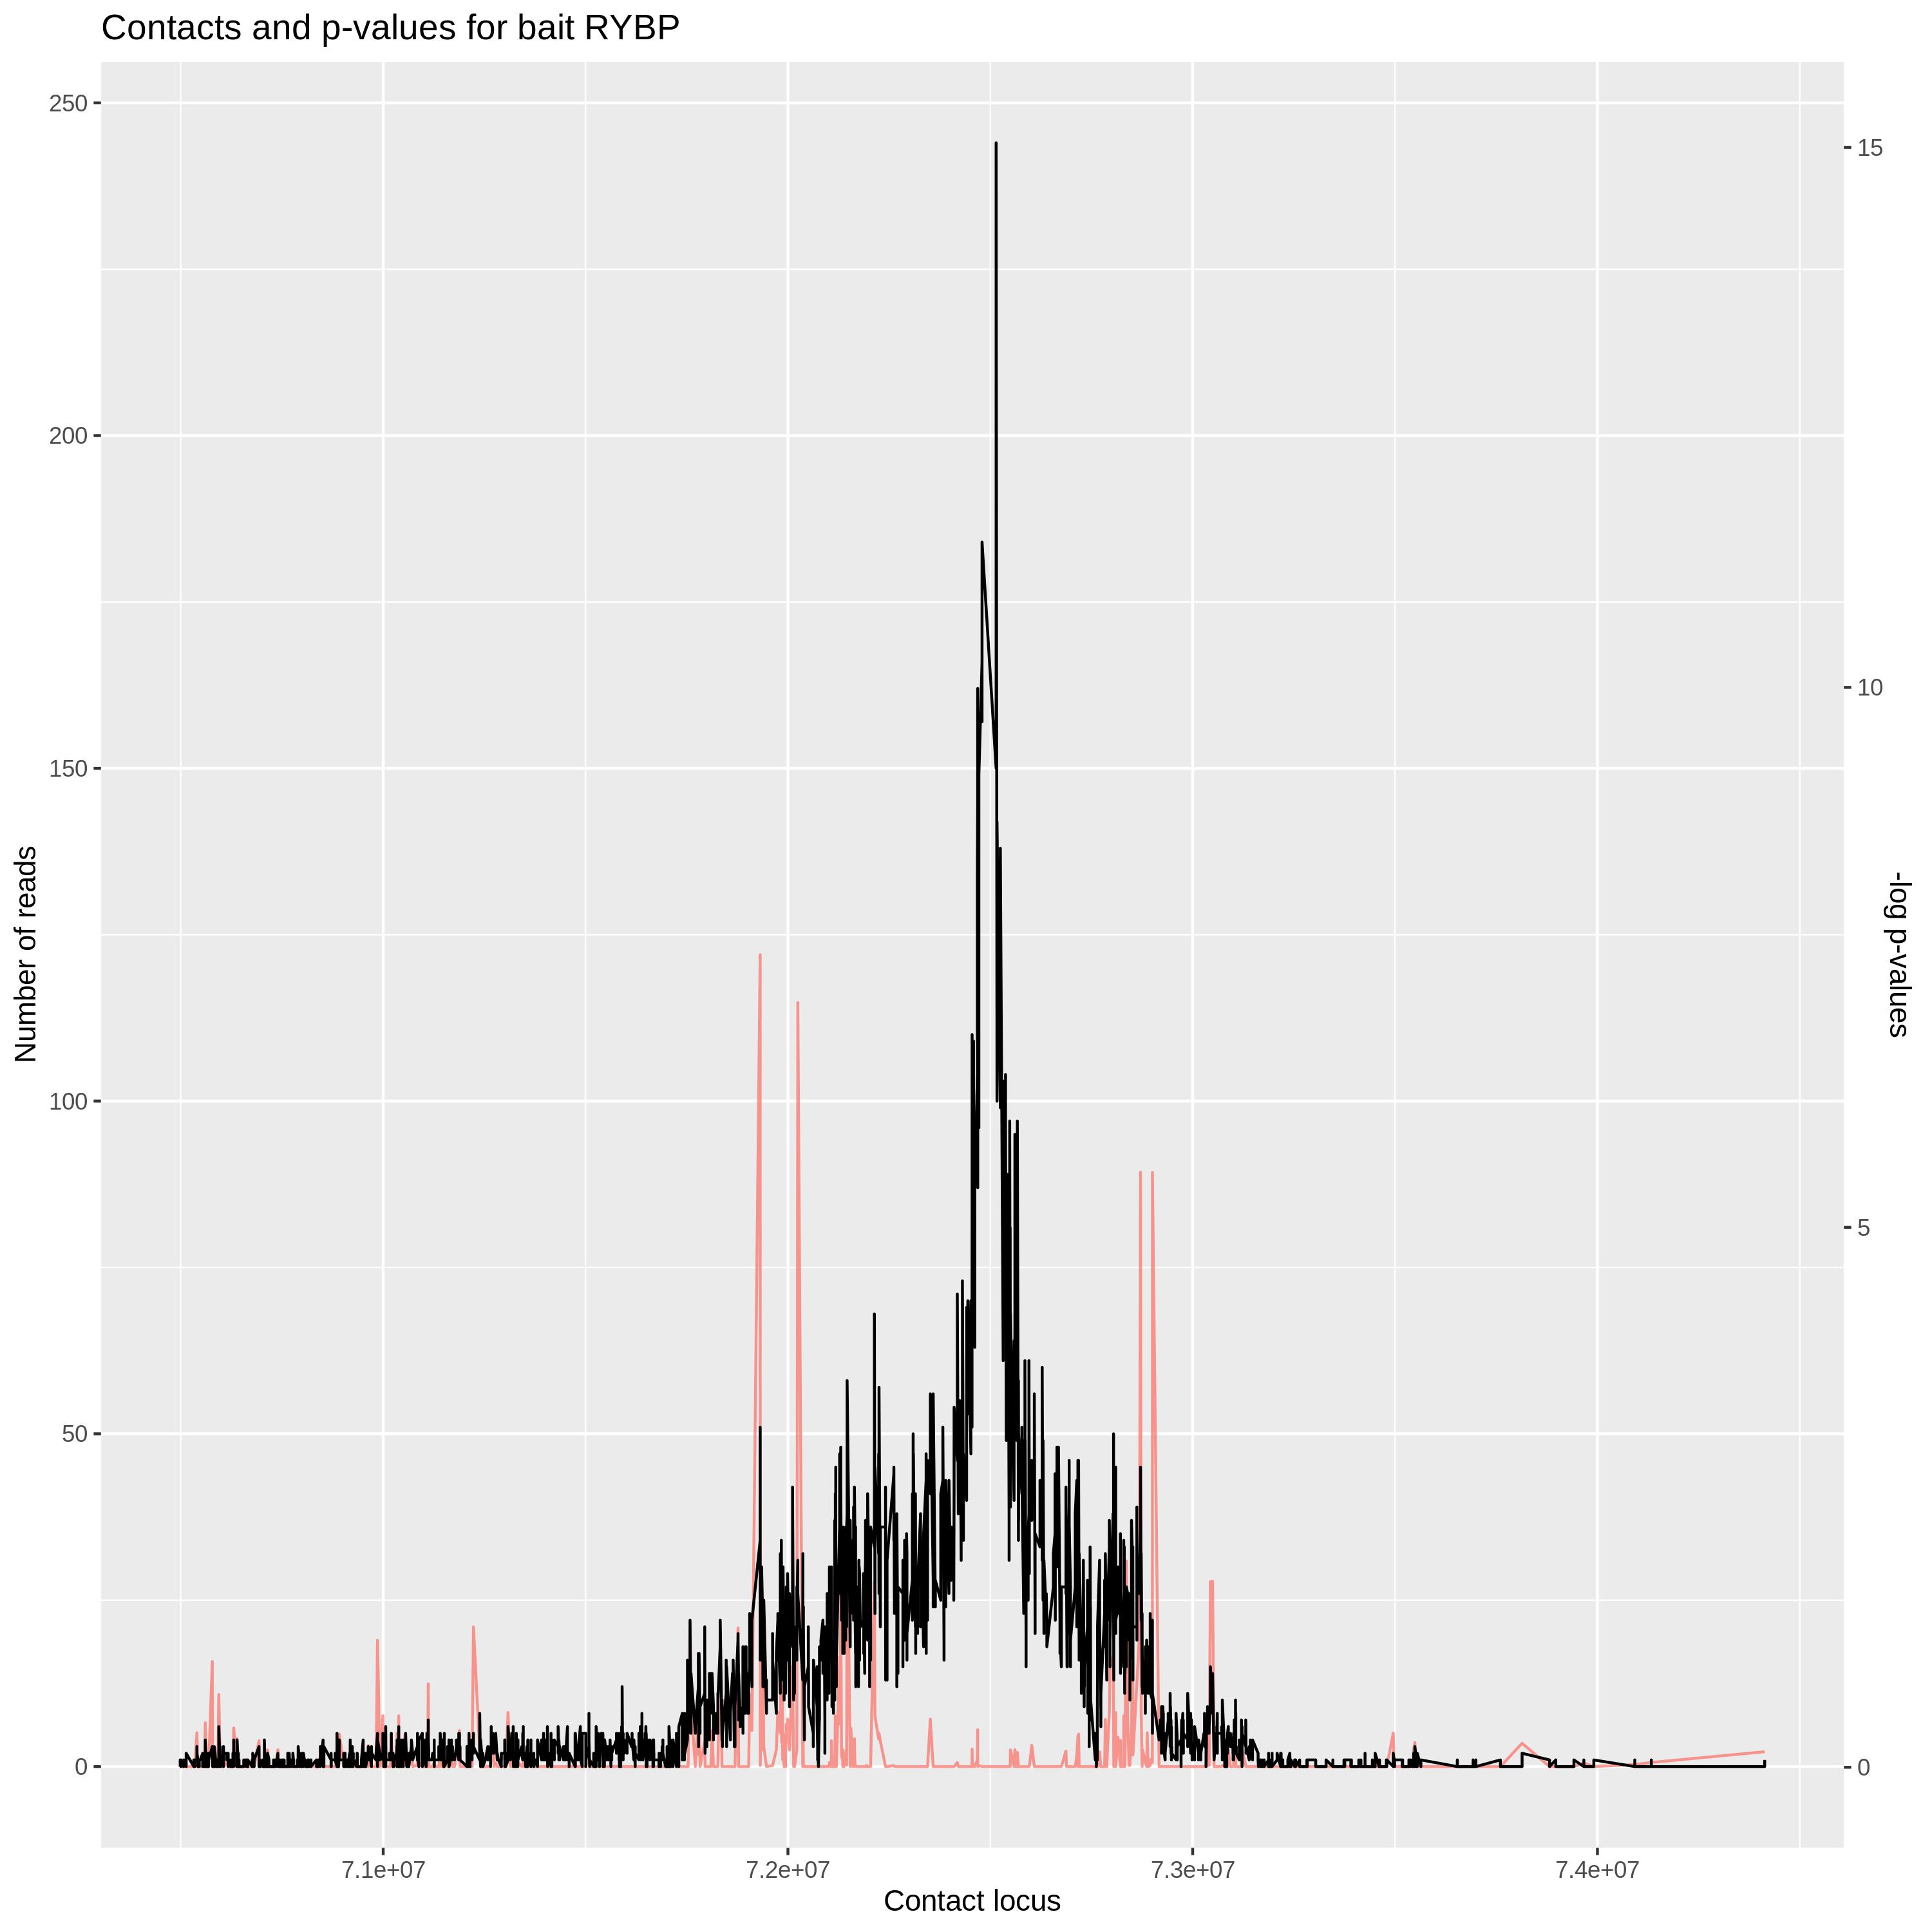 Contacts and p-values for bait RYBP
250
200
150
100
50
0
Number of reads
15
10
5
0
-log p-values
7.1e+07
7.2e+07
7.3e+07
7.4e+07
Contact locus